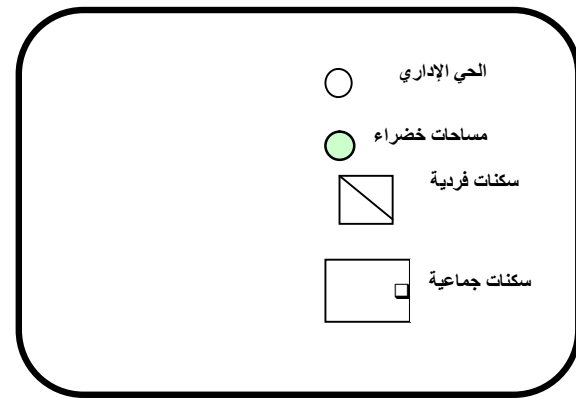 الحي الإداري
مساحات خضراء
سكنات فردية
سكنات جماعية